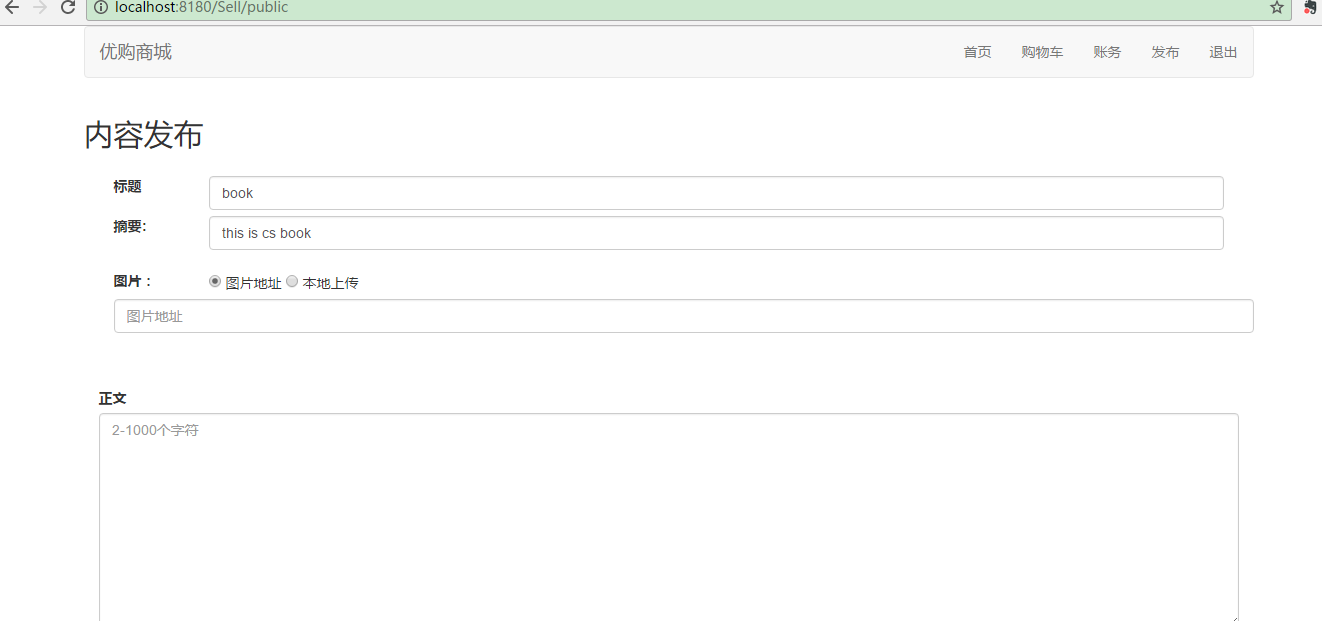 localhost:8180/Sell/public
优购商城 首页 购物车 账务 发布 退出
内容发布
标题 book
摘要: this is cs book
图片： 图片地址 本地上传
图片地址
正文
2-1000个字符